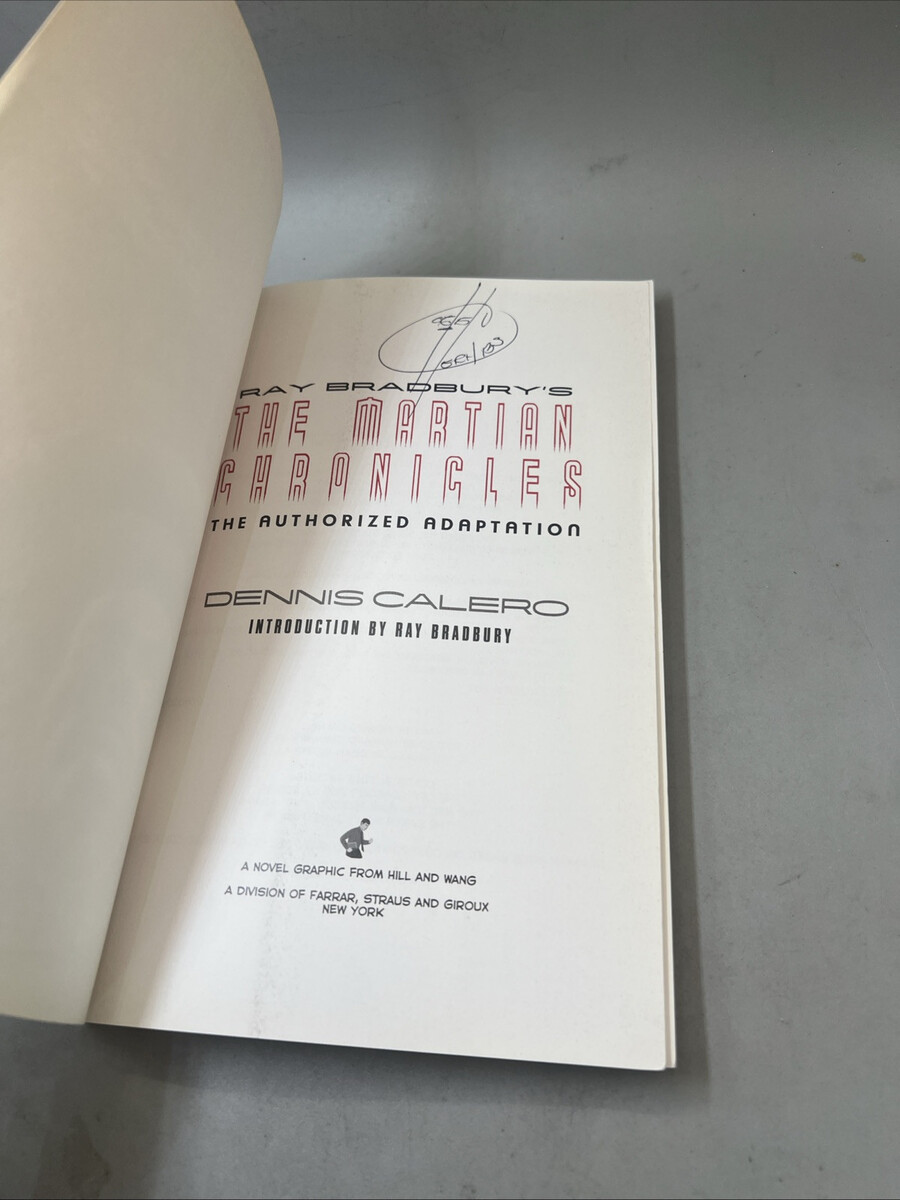 RAY BRADBURY'S
THE MARTIAN
CHRONICLES
THE AUTHORIZED ADAPTATION
DENNIS CALERO
INTRODUCTION BY RAY BRADBURY
A NOVEL GRAPHIC FROM HILL AND WANG
A DIVISION OF FARRAR, STRAUS AND GIROUX
NEW YORK